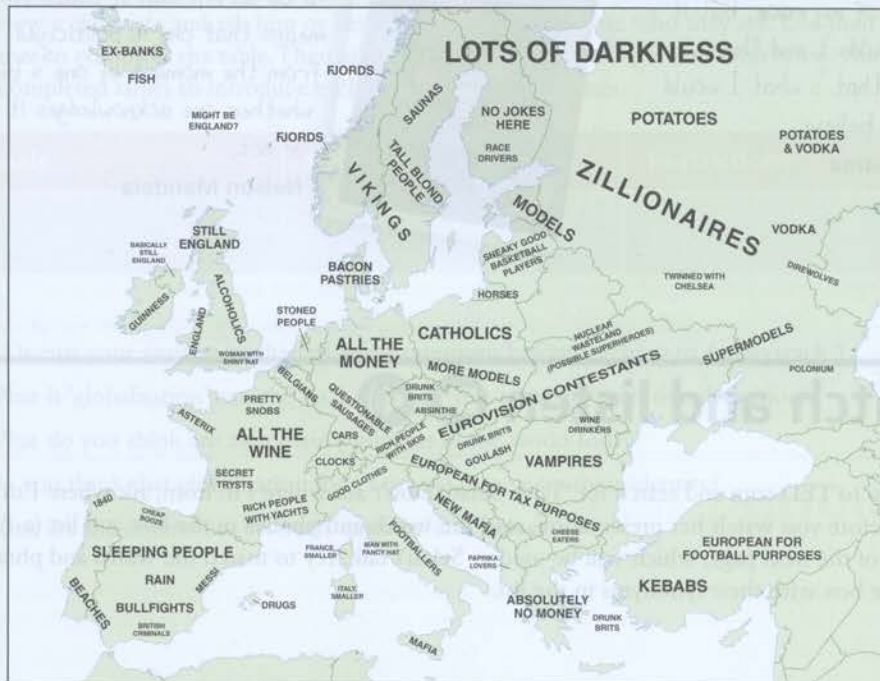 EX-BANKS
FISH
FJORDS
SAUNAS
LOTS OF DARKNESS
MIGHT BE
ENGLAND?
FJORDS
NO JOKES
HERE
RACE
DRIVERS
POTATOES
POTATOES
& VODKA
TALL BLOND
PEOPLE
VIKINGS
ZILLIONAIRES
Nelson Mandela
MODELS
VODKA
STILL
ENGLAND
BASICALLY
STILL
ENGLAND
SNEAKY GOOD
BASKETBALL
PLAYERS
DIREWOLVES
TWINNED WITH
CHELSEA
BACON
PASTRIES
HORSES
GUINNESS
ALCOHOLICS
ENGLAND
WOMAN WITH
SHINY HAT
STONED
PEOPLE
ALL THE
MONEY
CATHOLICS
NUCLEAR
WASTELAND
(POSSIBLE SUPERHEROES)
SUPERMODELS
POLONIUM
MORE MODELS
BELGIANS
QUESTIONABLE
SAUSAGES
DRUNK
BRITS
ABSINTHE
EUROVISION CONTESTANTS
PRETTY
SNOBS
ASTERIX
ALL THE
WINE
CARS
RICH PEOPLE
WITH SKIS
DRUNK BRITS
GOULASH
WINE
DRINKERS
tch and listen
CLOCKS
GOOD CLOTHES
VAMPIRES
SECRET
TRYSTS
EUROPEAN FOR TAX PURPOSES
RICH PEOPLE
WITH YACHTS
NEW MAFIA
1840
CHEAP
BOOZE
FOOTBALLERS
CHEESE
EATERS
SLEEPING PEOPLE
FRANCE,
SMALLER
MAN WITH
FANCY HAT
PAPRIKA
LOVERS
EUROPEAN FOR
FOOTBALL PURPOSES
RAIN
MESSI
BEACHES
BULLFIGHTS
BRITISH
CRIMINALS
DRUGS
ITALY,
SMALLER
KEBABS
ABSOLUTELY
NO MONEY
DRUNK
BRITS
MAFIA